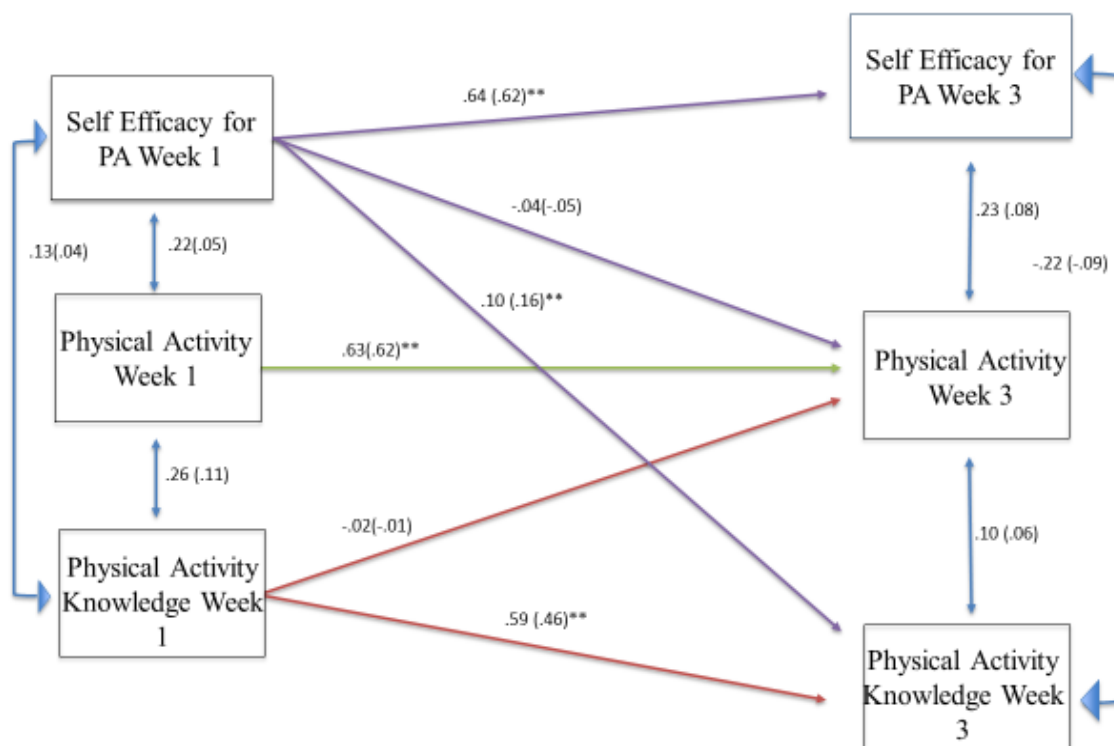 Self Efficacy for
PA Week 3
.64 (.62)**
Self Efficacy for
PA Week 1
-.04(-.05)
.23 (.08)
.13(.04)
.22(.05)
-.22 (-.09)
.10 (.16)**
Physical Activity
Week 1
.63(.62)**
Physical Activity
Week 3
.26 (.11)
-.02(-.01)
.10 (.06)
Physical Activity
Knowledge Week
1
.59 (.46)**
Physical Activity
Knowledge Week
3